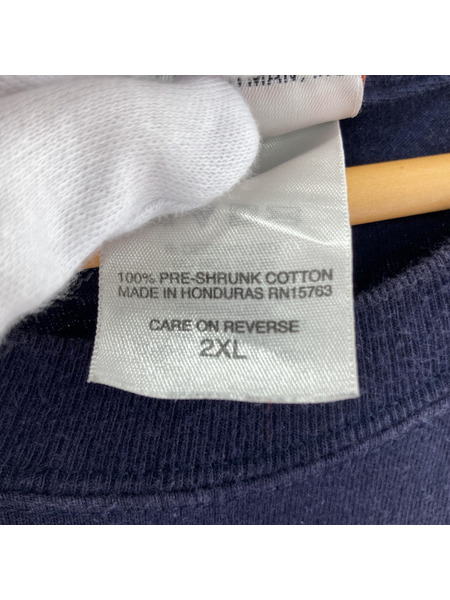 100% PRE-SHRUNK COTTON
MADE IN HONDURAS RN15763
CARE ON REVERSE
2XL